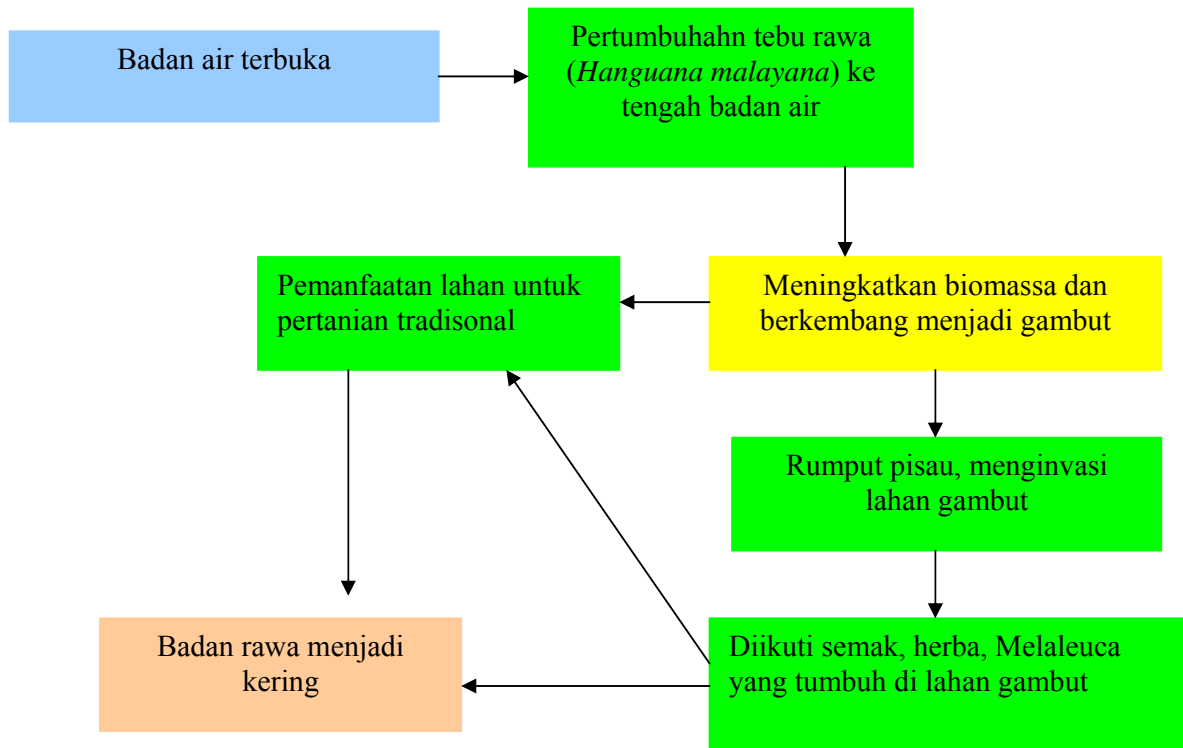 Badan air terbuka
Pertumbuhahn tebu rawa
(Hanguana malayana) ke
tengah badan air
Pemanfaatan lahan untuk
pertanian tradisonal
Meningkatkan biomassa dan
berkembang menjadi gambut
Rumput pisau, menginvasi
lahan gambut
Badan rawa menjadi
kering
Diikuti semak, herba, Melaleuca
yang tumbuh di lahan gambut